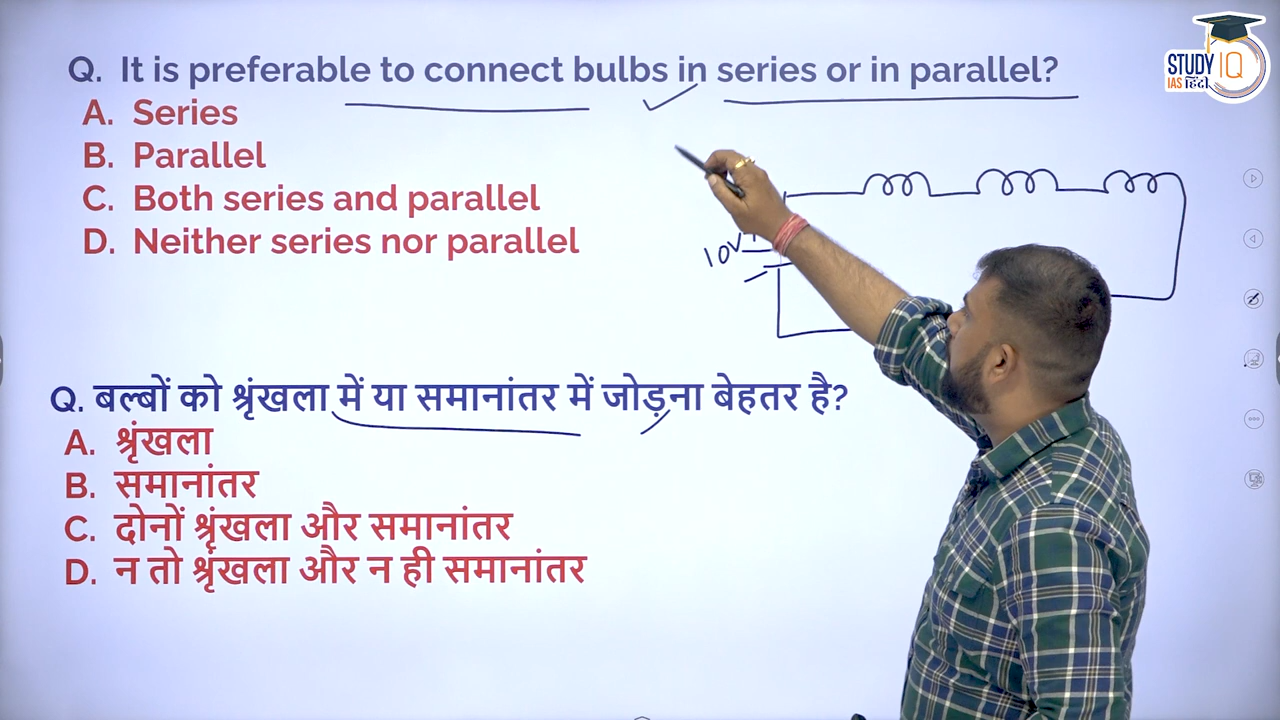 Q. It is preferable to connect bulbs in series or in parallel?
A. Series
B. Parallel
C. Both series and parallel
D. Neither series nor parallel
10V
Q. बल्बों को श्रृंखला में या समानांतर में जोड़ना बेहतर है?
A. श्रृंखला
B. समानांतर
C. दोनों श्रृंखला और समानांतर
D. न तो श्रृंखला और न ही समानांतर
STUDY IQ
IAS हिंदी